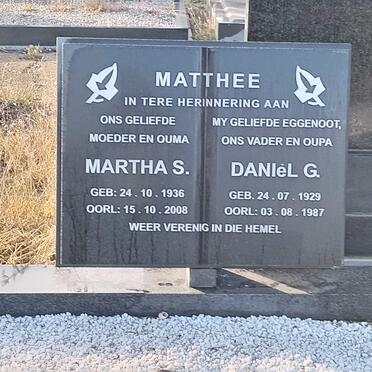 MATTHEE
IN TERE HERINNERING AAN
ONS GELIEFDE
MOEDER EN OUMA
MARTHA S.
GEB: 24 . 10 . 1936
OORL: 15 . 10 . 2008
MY GELIEFDE EGGENOOT,
ONS VADER EN OUPA
DANIëL G.
GEB: 24 . 07 . 1929
OORL: 03 . 08 . 1987
WEER VERENIG IN DIE HEMEL